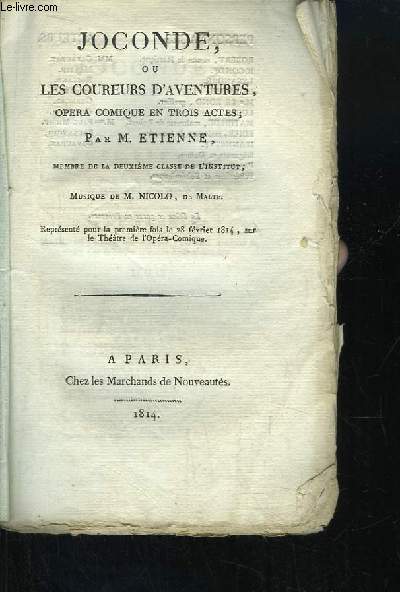 www.le-livre.com
JOCONDE,
OU
LES COUREURS D'AVENTURES,
OPERA COMIQUE EN TROIS ACTES;
PAR M. ETIENNE,
MEMBRE DE LA DEUXIÈME CLASSE DE L'INSTITUT;
MUSIQUE DE M. NICOLO, DE MALTE.
Représenté pour la première fois le 28 février 1814, sur
le Théâtre de l'Opéra-Comique.
A PARIS,
Chez les Marchands de Nouveautés.
1814.